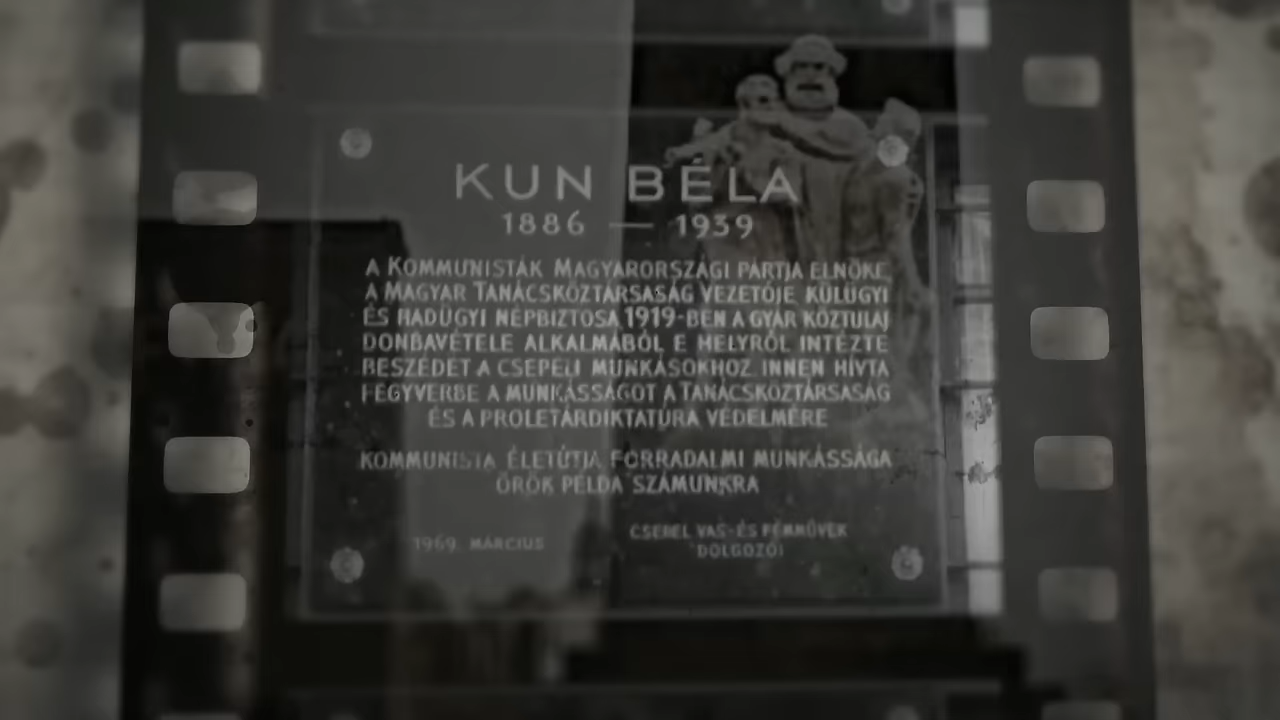 KUN BÉLA
1886 — 1939
A KOMMUNISTÁK MAGYARORSZÁGI PÁRTJA ELNÖKE,
A MAGYAR TANÁCSKÖZTÁRSASÁG VEZETŐJE KÜLÜGYI
ÉS HADÜGYI NÉPBIZTOSA 1919-BEN A GYÁR KÖZTULAJ
DONBAVÉTELE ALKALMÁBÓL E HELYRŐL INTÉZTE
BESZÉDÉT A CSEPELI MUNKÁSOKHOZ. INNEN HÍVTA
FEGYVERBE A MUNKÁSSÁGOT A TANÁCSKÖZTÁRSASÁG
ÉS A PROLETÁRDIKTATÚRA VÉDELMÉRE
KOMMUNISTA ÉLETÚTJA FORRADALMI MUNKÁSSÁGA
ÖRÖK PÉLDA SZÁMUNKRA
1969. MÁRCIUS
CSEPEL VAS-ÉS FÉMMŰVEK
DOLGOZÓI